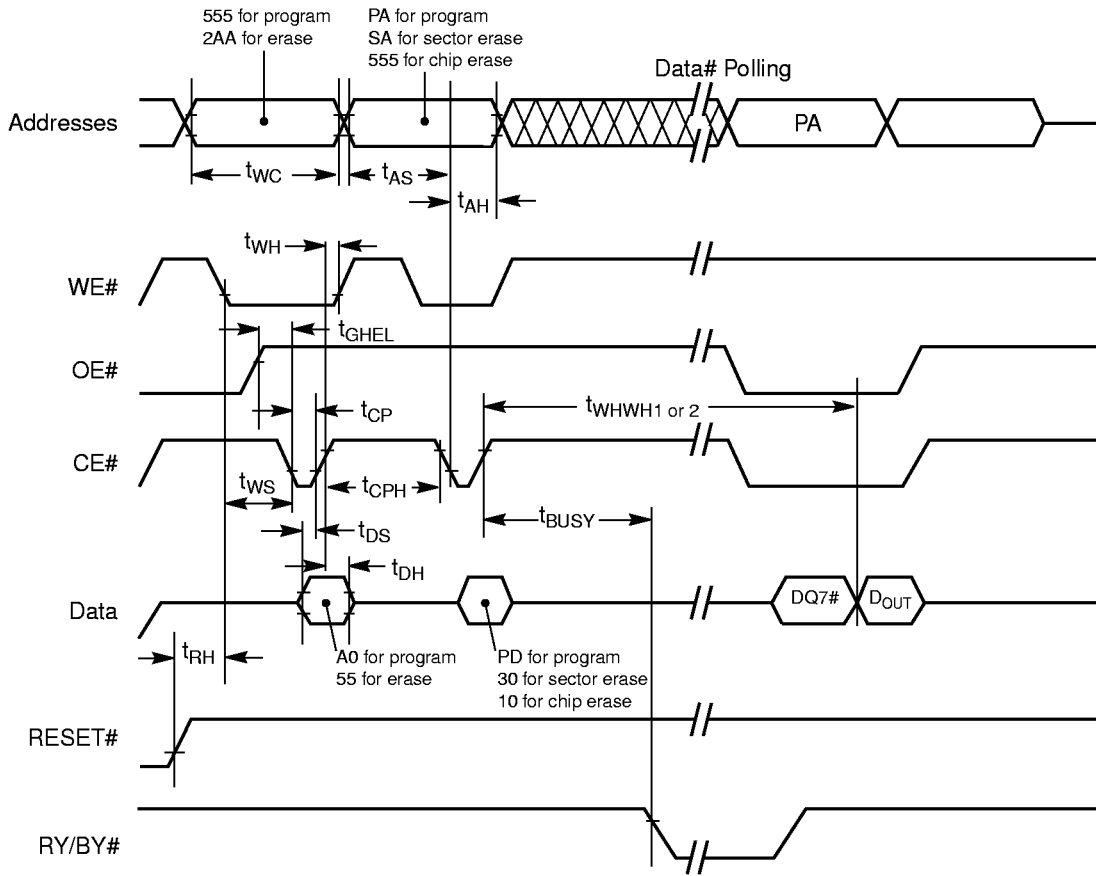 555 for program
2AA for erase
PA for program
SA for sector erase
555 for chip erase
Data# Polling
Addresses
PA
tWC
tAS
tAH
tWH
WE#
tGHEL
OE#
tCP
tWHWH1 or 2
CE#
tWS
tCPH
tBUSY
tDS
tDH
Data
DQ7#
DOUT
tRH
A0 for program
55 for erase
PD for program
30 for sector erase
10 for chip erase
RESET#
RY/BY#